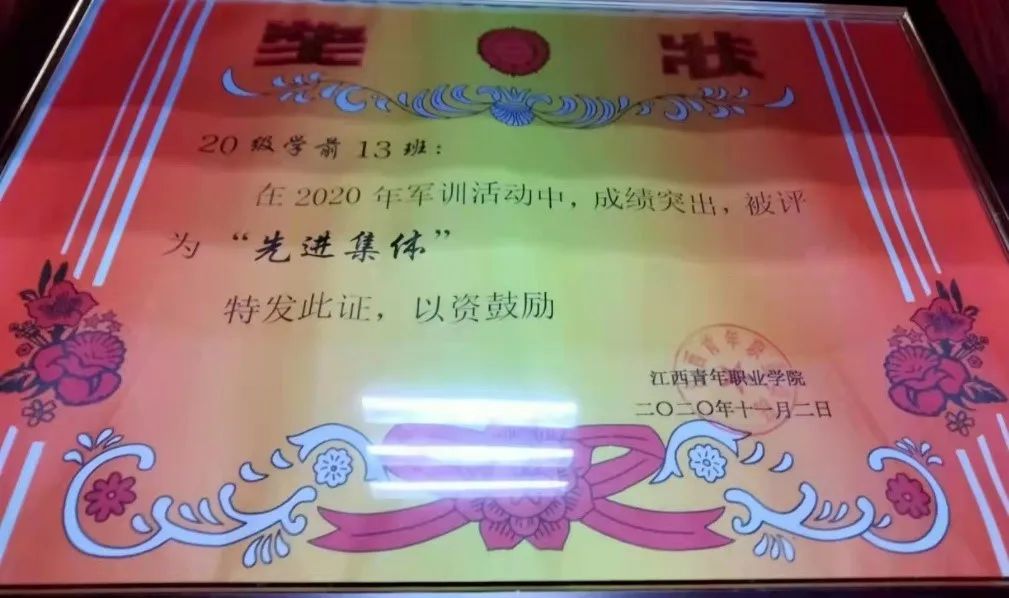 奖状
20级学前13班：
在2020年军训活动中，成绩突出，被评
为“先进集体”
特发此证，以资鼓励
江西青年职业学院
二〇二〇年十一月二日